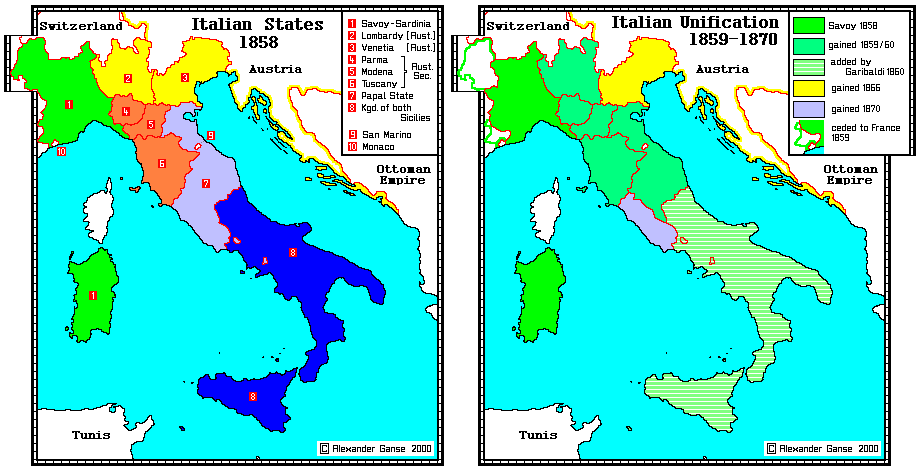 Switzerland
Italian States
1858
Austria
Ottoman
Empire
Tunis
1 Savoy-Sardinia
2 Lombardy [Aust.]
3 Venetia [Aust.]
4 Parma
5 Modena
6 Tuscany
Aust.
Sec.
7 Papal State
8 Kgd. of both
Sicilies
9 San Marino
10 Monaco
1
2
3
4
5
6
7
8
9
10
1
8
© Alexander Ganse 2000
Switzerland
Italian Unification
1859-1870
Austria
Ottoman
Empire
Tunis
Savoy 1858
gained 1859/60
added by
Garibaldi 1860
gained 1866
gained 1870
ceded to France
1859
© Alexander Ganse 2000